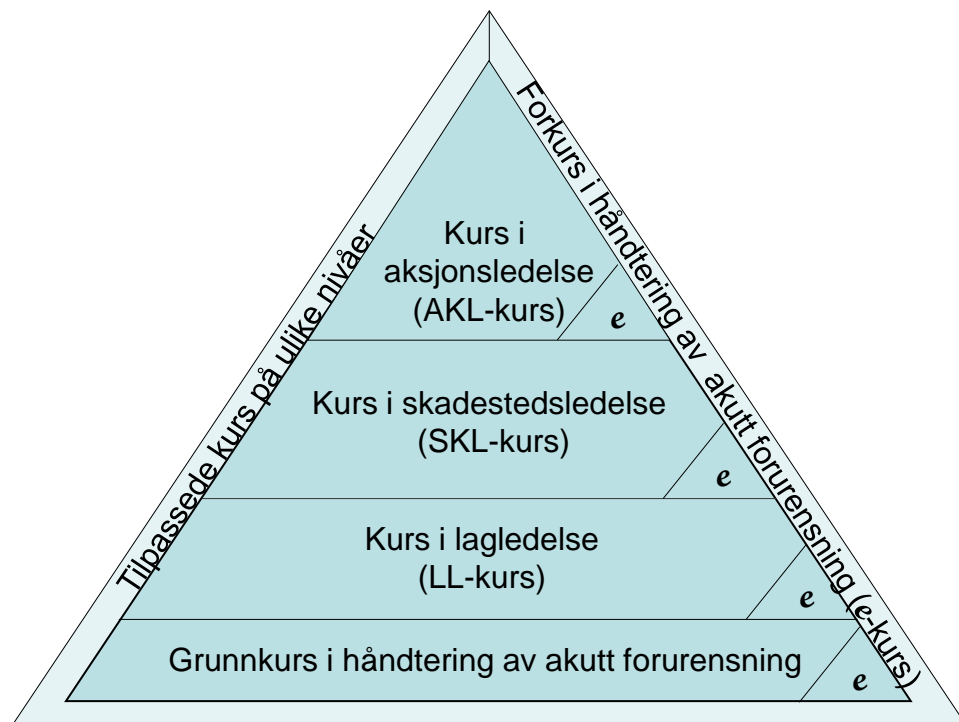 Forkurs i håndtering av akutt forurensning (e-kurs)
Tilpassede kurs på ulike nivåer
Kurs i
aksjonsledelse
(AKL-kurs)
e
Kurs i skadestedsledelse
(SKL-kurs)
e
Kurs i lagledelse
(LL-kurs)
e
Grunnkurs i håndtering av akutt forurensning
e